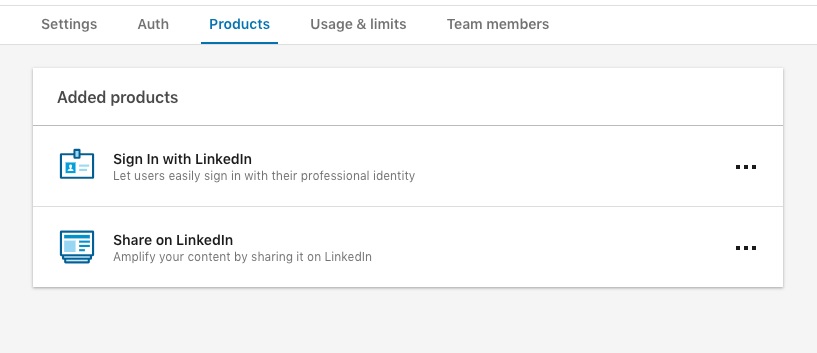 Settings Auth Products Usage & limits Team members
Added products
Sign In with LinkedIn
Let users easily sign in with their professional identity
Share on LinkedIn
Amplify your content by sharing it on LinkedIn